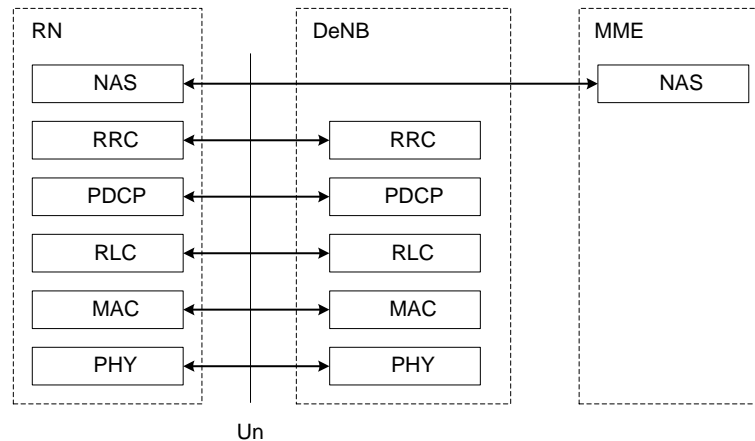 RN DeNB MME
NAS NAS
RRC RRC
PDCP PDCP
RLC RLC
MAC MAC
PHY PHY
Un